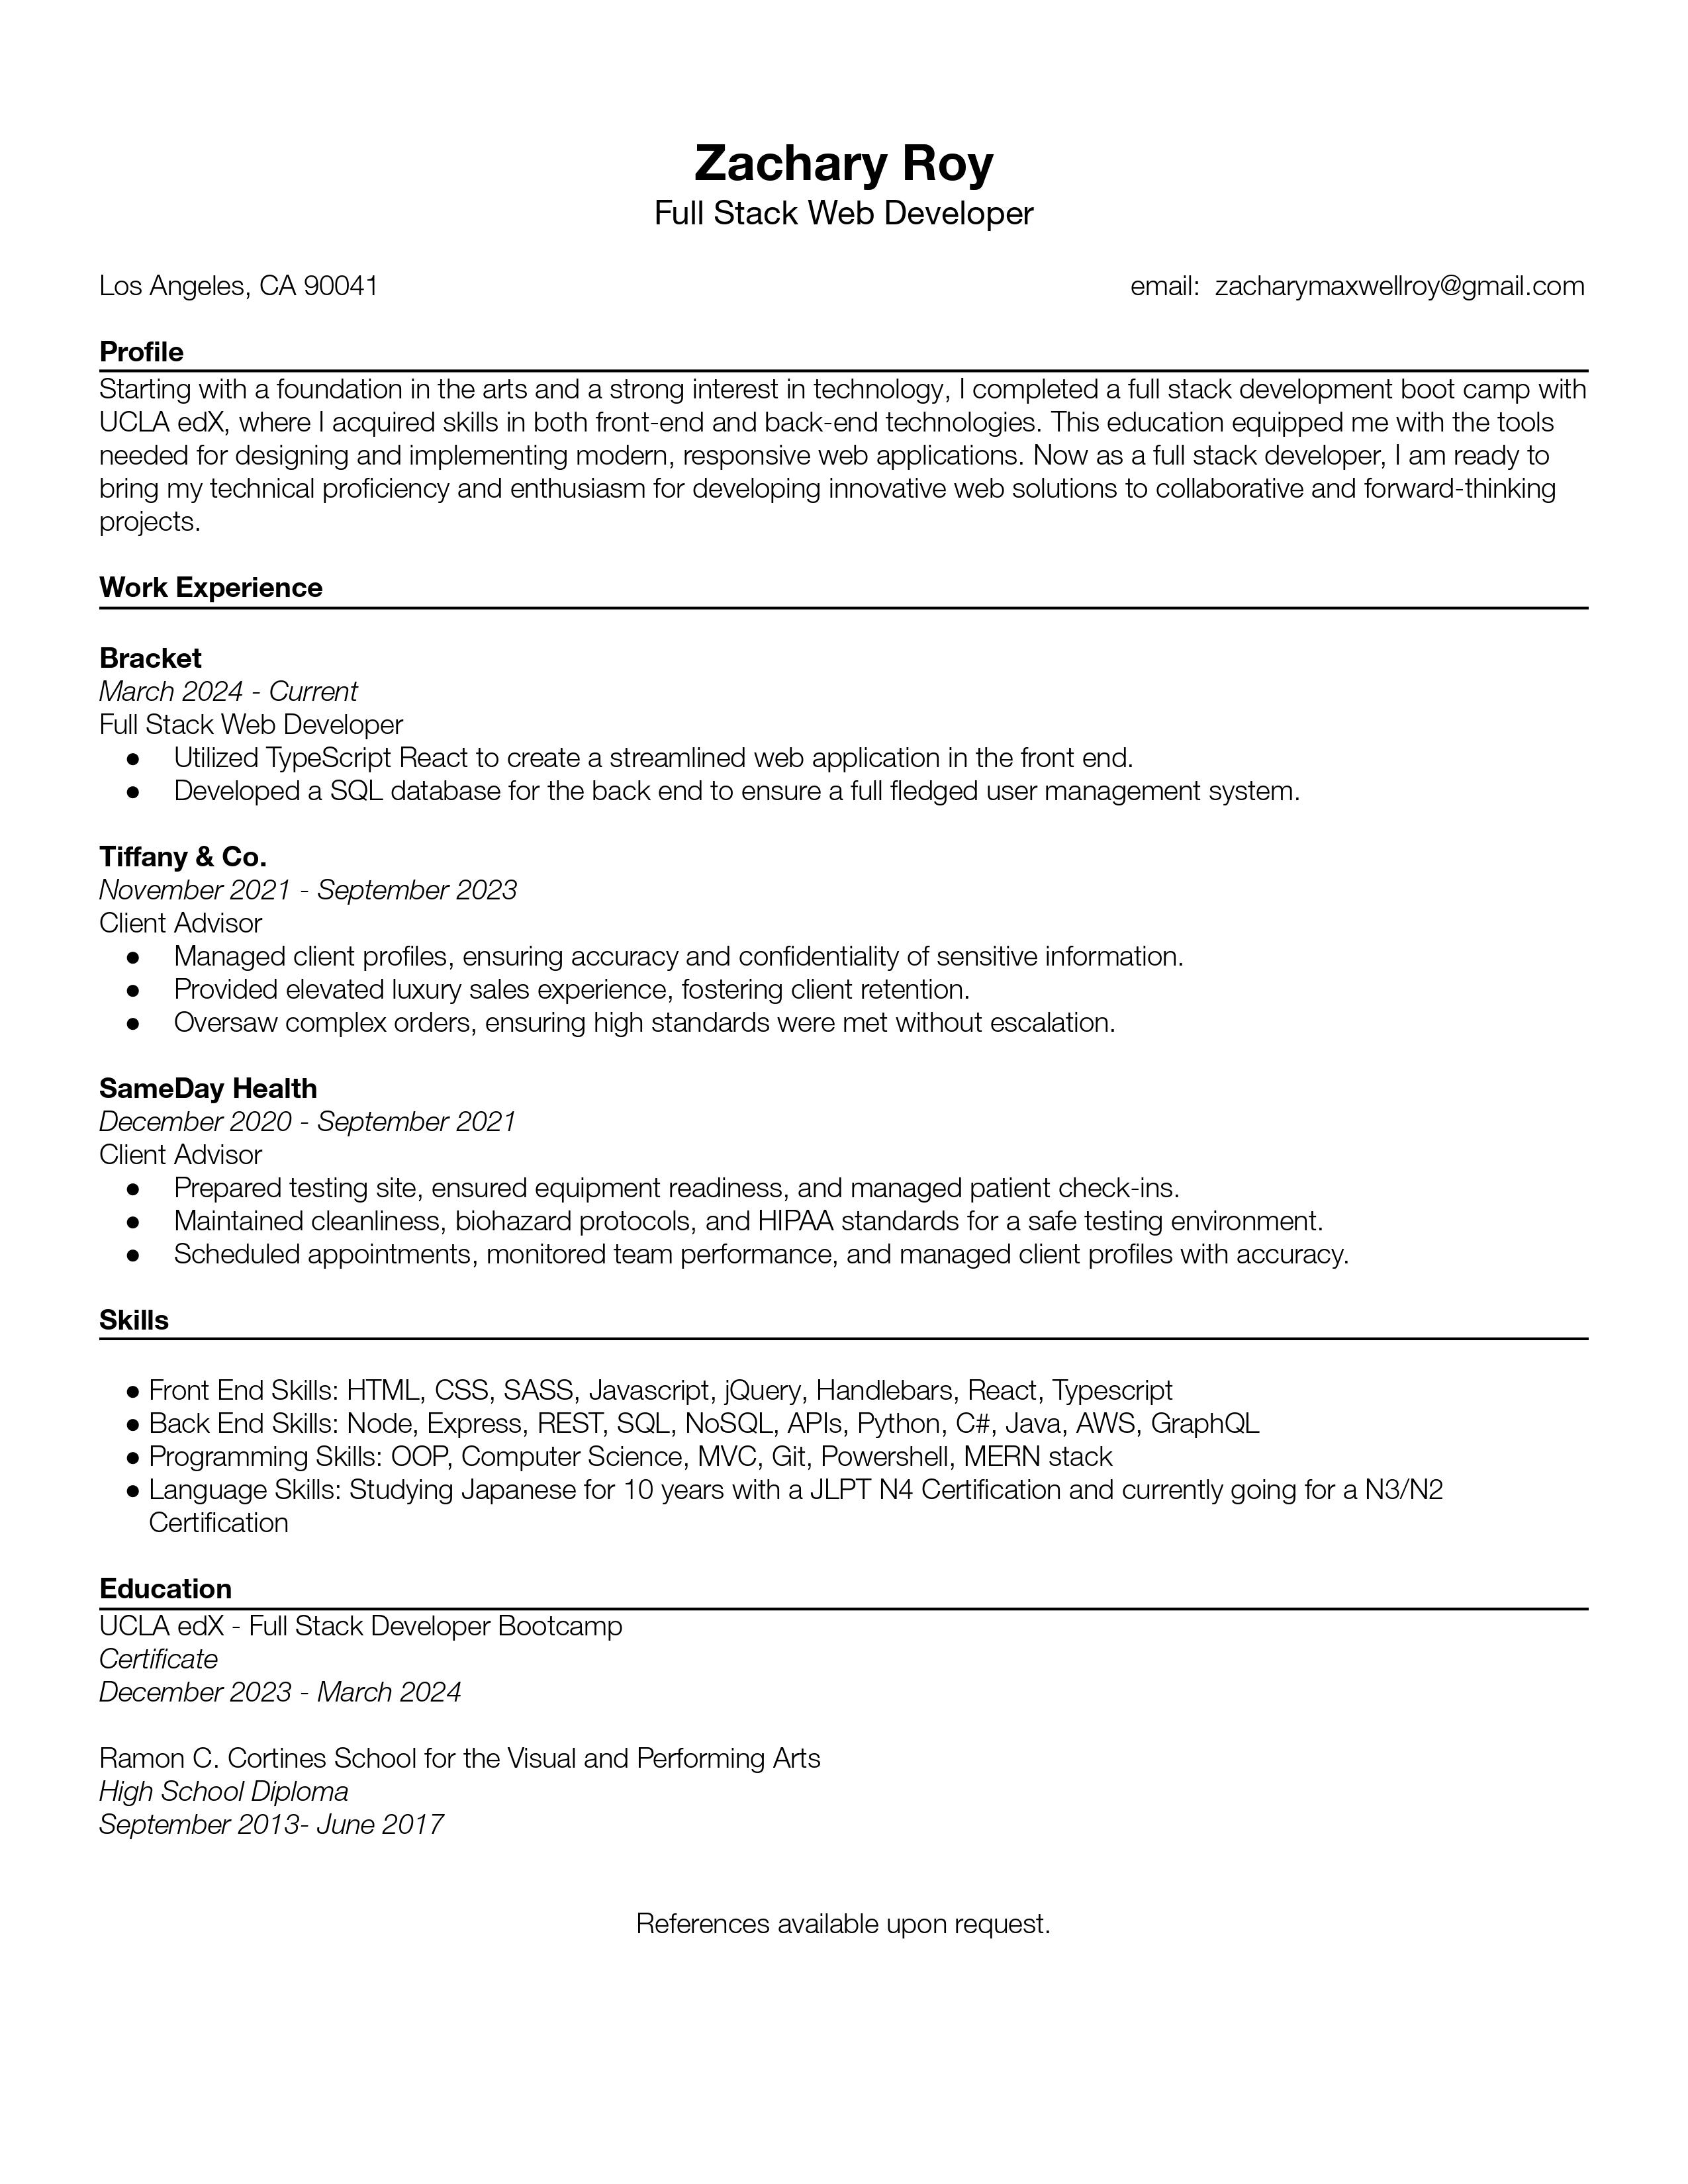 Zachary Roy
Full Stack Web Developer
Los Angeles, CA 90041 email:  zacharymaxwellroy@gmail.com
Profile
Starting with a foundation in the arts and a strong interest in technology, I completed a full stack development boot camp with
UCLA edX, where I acquired skills in both front-end and back-end technologies. This education equipped me with the tools
needed for designing and implementing modern, responsive web applications. Now as a full stack developer, I am ready to
bring my technical proficiency and enthusiasm for developing innovative web solutions to collaborative and forward-thinking
projects.
Work Experience
Bracket
March 2024 - Current
Full Stack Web Developer
● Utilized TypeScript React to create a streamlined web application in the front end.
● Developed a SQL database for the back end to ensure a full fledged user management system.
Tiffany & Co.
November 2021 - September 2023
Client Advisor
● Managed client profiles, ensuring accuracy and confidentiality of sensitive information.
● Provided elevated luxury sales experience, fostering client retention.
● Oversaw complex orders, ensuring high standards were met without escalation.
SameDay Health
December 2020 - September 2021
Client Advisor
● Prepared testing site, ensured equipment readiness, and managed patient check-ins.
● Maintained cleanliness, biohazard protocols, and HIPAA standards for a safe testing environment.
● Scheduled appointments, monitored team performance, and managed client profiles with accuracy.
Skills
● Front End Skills: HTML, CSS, SASS, Javascript, jQuery, Handlebars, React, Typescript
● Back End Skills: Node, Express, REST, SQL, NoSQL, APIs, Python, C#, Java, AWS, GraphQL
● Programming Skills: OOP, Computer Science, MVC, Git, Powershell, MERN stack
● Language Skills: Studying Japanese for 10 years with a JLPT N4 Certification and currently going for a N3/N2
Certification
Education
UCLA edX - Full Stack Developer Bootcamp
Certificate
December 2023 - March 2024
Ramon C. Cortines School for the Visual and Performing Arts
High School Diploma
September 2013- June 2017
References available upon request.